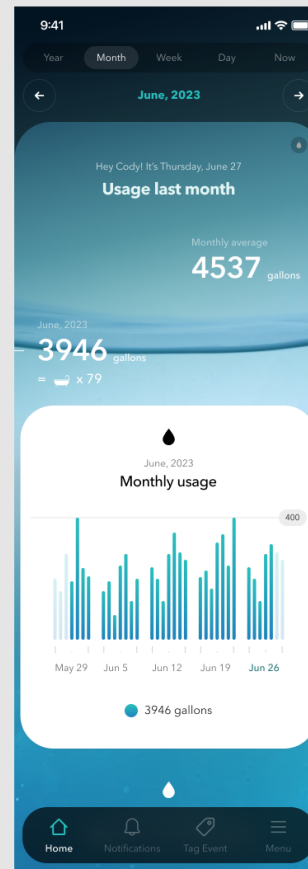 9:41
Year Month Week Day Now
June, 2023
Hey Cody! It's Thursday, June 27
Usage last month
Monthly average
4537 gallons
June, 2023
3946 gallons
= x 79
June, 2023
Monthly usage
400
May 29 Jun 5 Jun 12 Jun 19 Jun 26
3946 gallons
Home Notifications Tag Event Menu